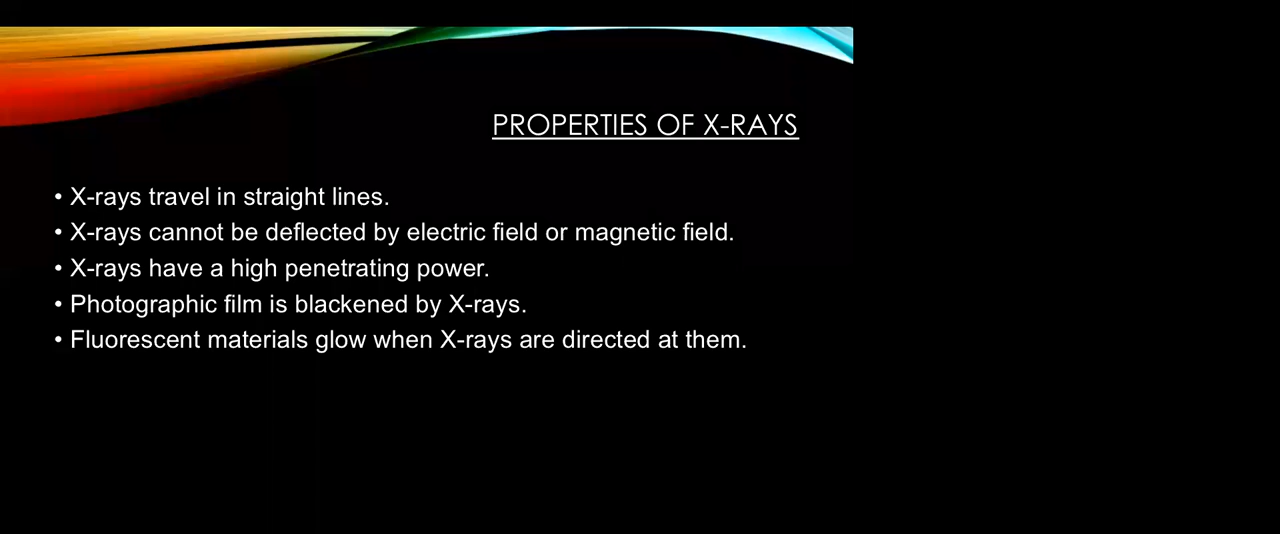 PROPERTIES OF X-RAYS
• X-rays travel in straight lines.
• X-rays cannot be deflected by electric field or magnetic field.
• X-rays have a high penetrating power.
• Photographic film is blackened by X-rays.
• Fluorescent materials glow when X-rays are directed at them.